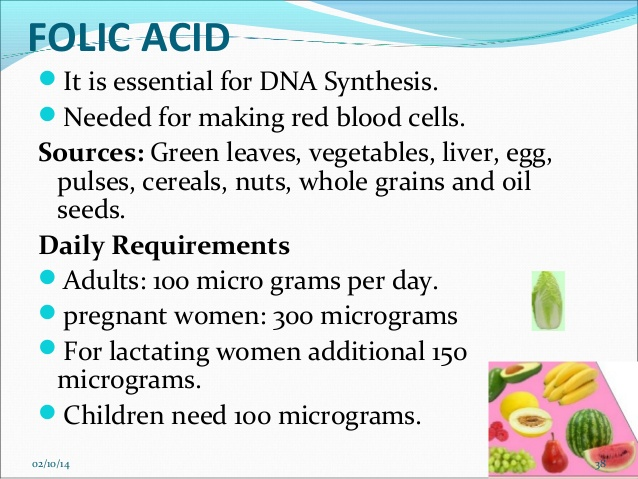 FOLIC ACID
It is essential for DNA Synthesis.
Needed for making red blood cells.
Sources: Green leaves, vegetables, liver, egg,
pulses, cereals, nuts, whole grains and oil
seeds.
Daily Requirements
Adults: 100 micro grams per day.
pregnant women: 300 micrograms
For lactating women additional 150
micrograms.
Children need 100 micrograms.
02/10/14
38